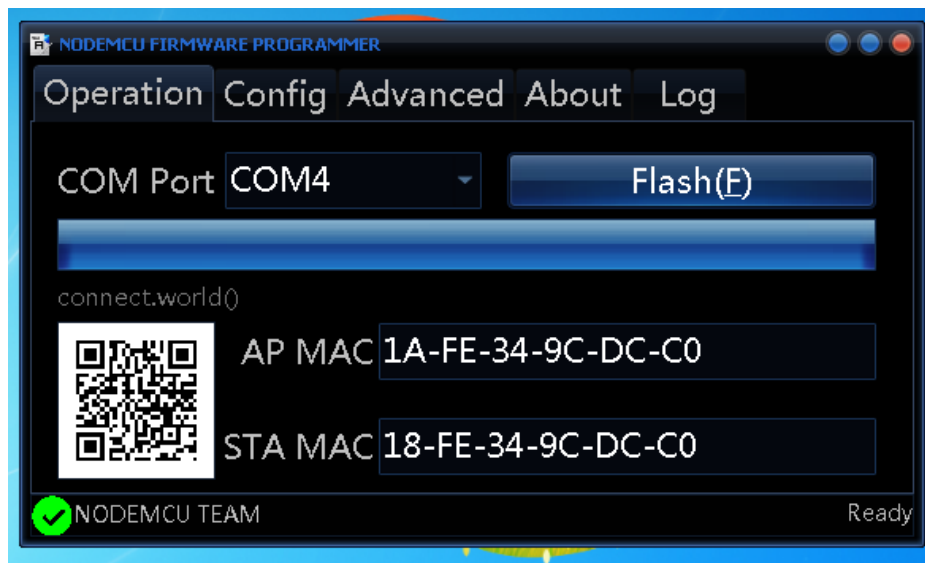 NODEMCU FIRMWARE PROGRAMMER
Operation Config Advanced About Log
COM Port COM4 Flash(F)
connect.world()
AP MAC 1A-FE-34-9C-DC-C0
STA MAC 18-FE-34-9C-DC-C0
NODEMCU TEAM Ready